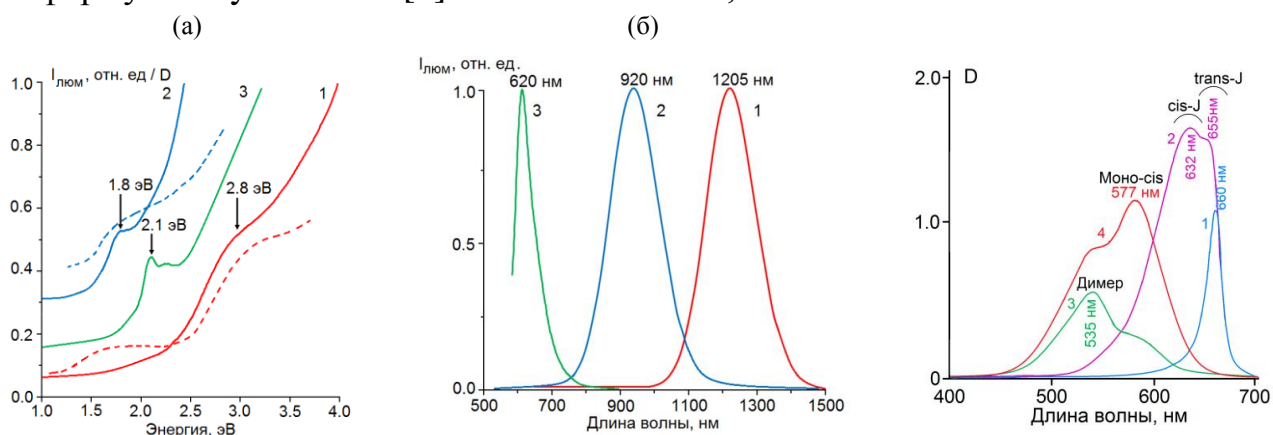 (а)
(б)
Iлюм, отн. ед / D
1.0
0.8
0.6
0.4
0.2
0.0
2
3
1
1.8 эВ
2.1 эВ
2.8 эВ
1.0 1.5 2.0 2.5 3.0 3.5 4.0
Энергия, эВ
Iлюм, отн. ед.
620 нм
920 нм
1205 нм
1.0
0.5
0.0
3
2
1
500 700 900 1100 1300 1500
Длина волны, нм
2.0
1.0
0
D
trans-J
cis-J
655нм
2
632 нм
660 нм
1
Моно-cis
577 нм
4
Димер
3
535 нм
400 500 600 700
Длина волны, нм